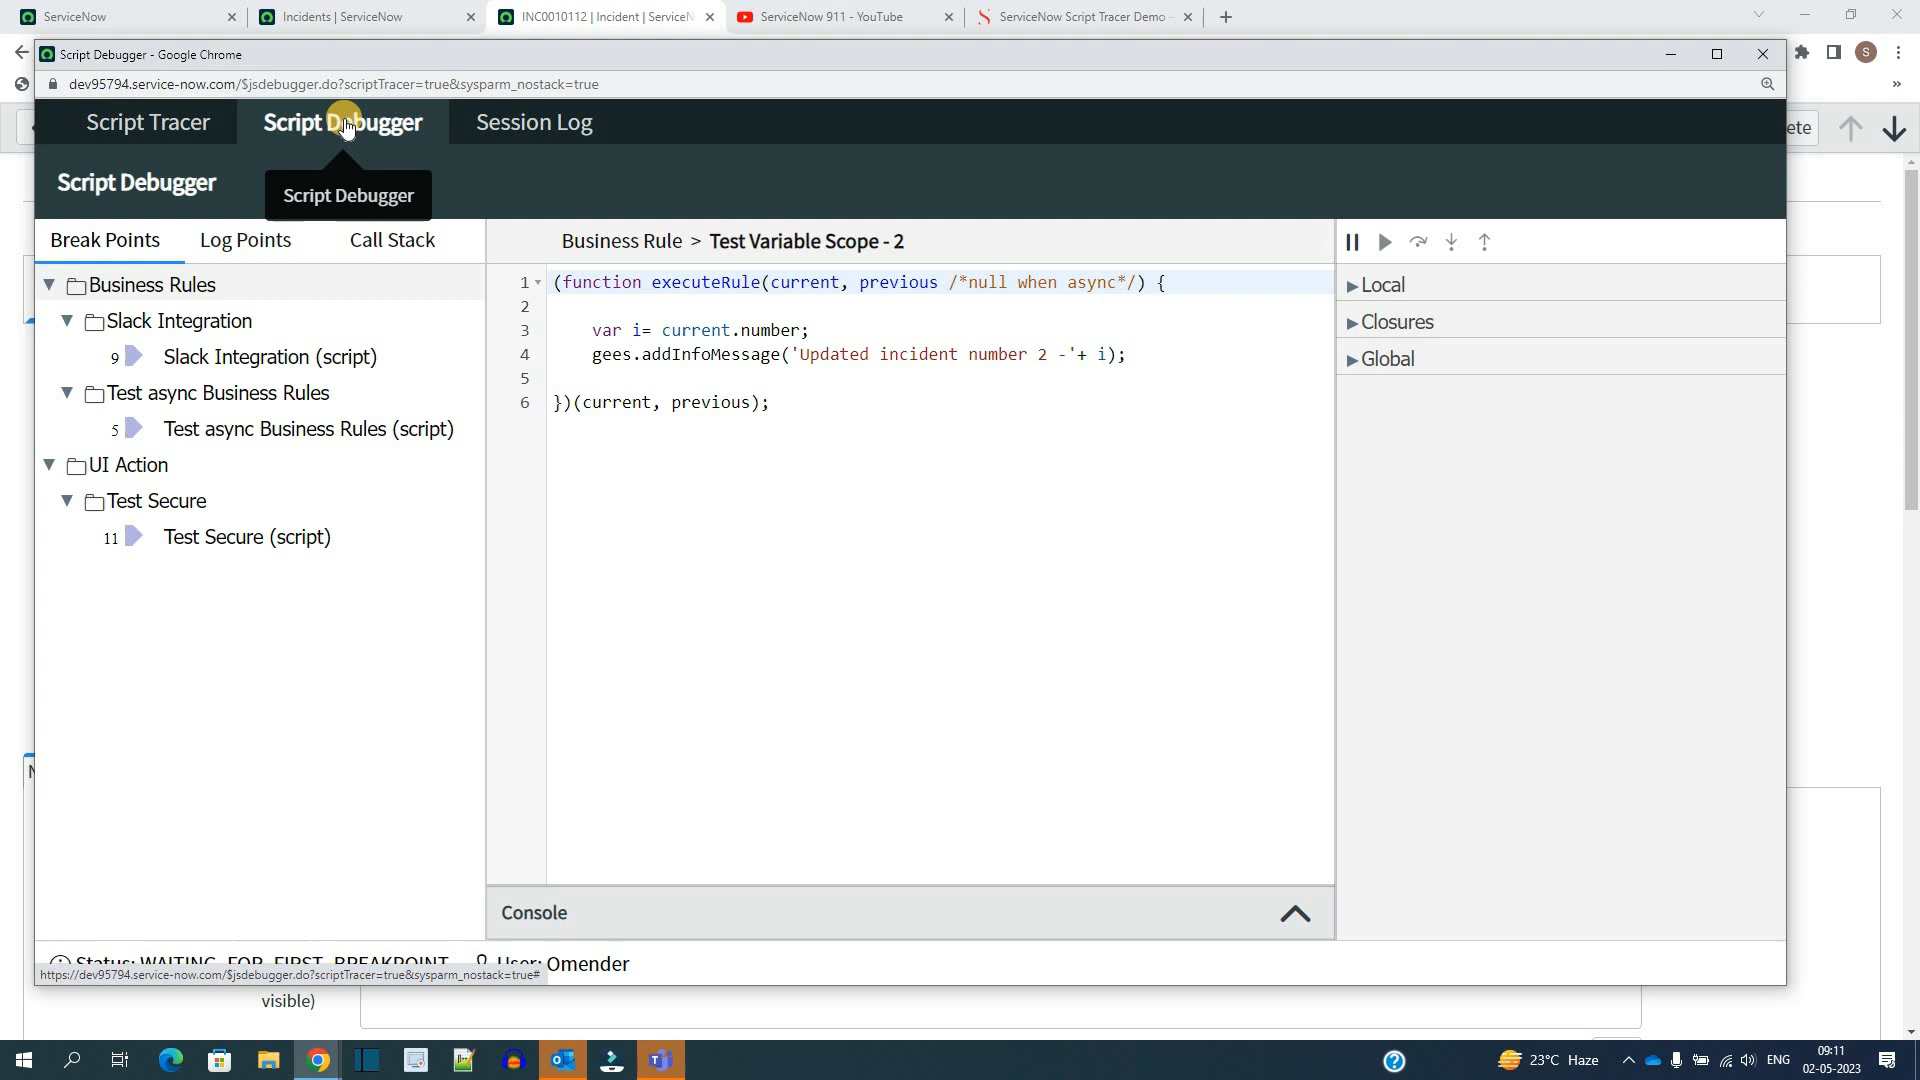 ServiceNow
Incidents | ServiceNow
INC0010112 | Incident | ServiceN
ServiceNow 911 - YouTube
ServiceNow Script Tracer Demo -
Script Debugger - Google Chrome
S
dev95794.service-now.com/$jsdebugger.do?scriptTracer=true&sysparm_nostack=true
Script Tracer
Script Debugger
Session Log
ete
Script Debugger
Script Debugger
Break Points
Log Points
Call Stack
Business Rule > Test Variable Scope - 2
Business Rules
Slack Integration
9 Slack Integration (script)
Test async Business Rules
5 Test async Business Rules (script)
UI Action
Test Secure
11 Test Secure (script)
1 (function executeRule(current, previous /*null when async*/) {
2
3 var i= current.number;
4 gees.addInfoMessage('Updated incident number 2 -'+ i);
5
6 })(current, previous);
Local
Closures
Global
Console
Status: WAITING_FOR_FIRST_BREAKPOINT
User: Omender
https://dev95794.service-now.com/$jsdebugger.do?scriptTracer=true&sysparm_nostack=true#
visible)
23°C Haze
ENG
09:11
02-05-2023